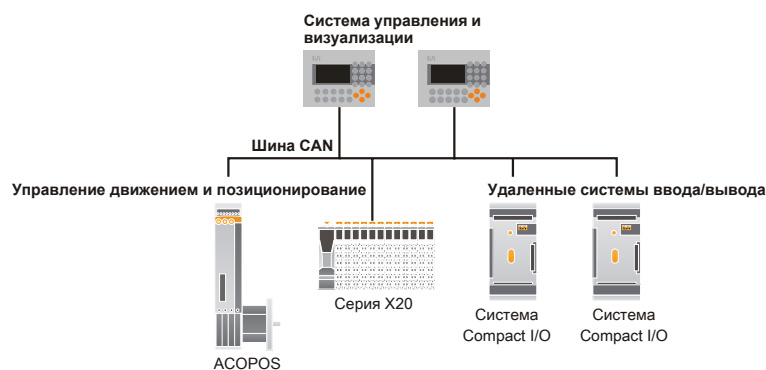 Система управления и
визуализации
Шина CAN
Управление движением и позиционирование
Удаленные системы ввода/вывода
Серия X20
Система
Compact I/O
Система
Compact I/O
ACOPOS